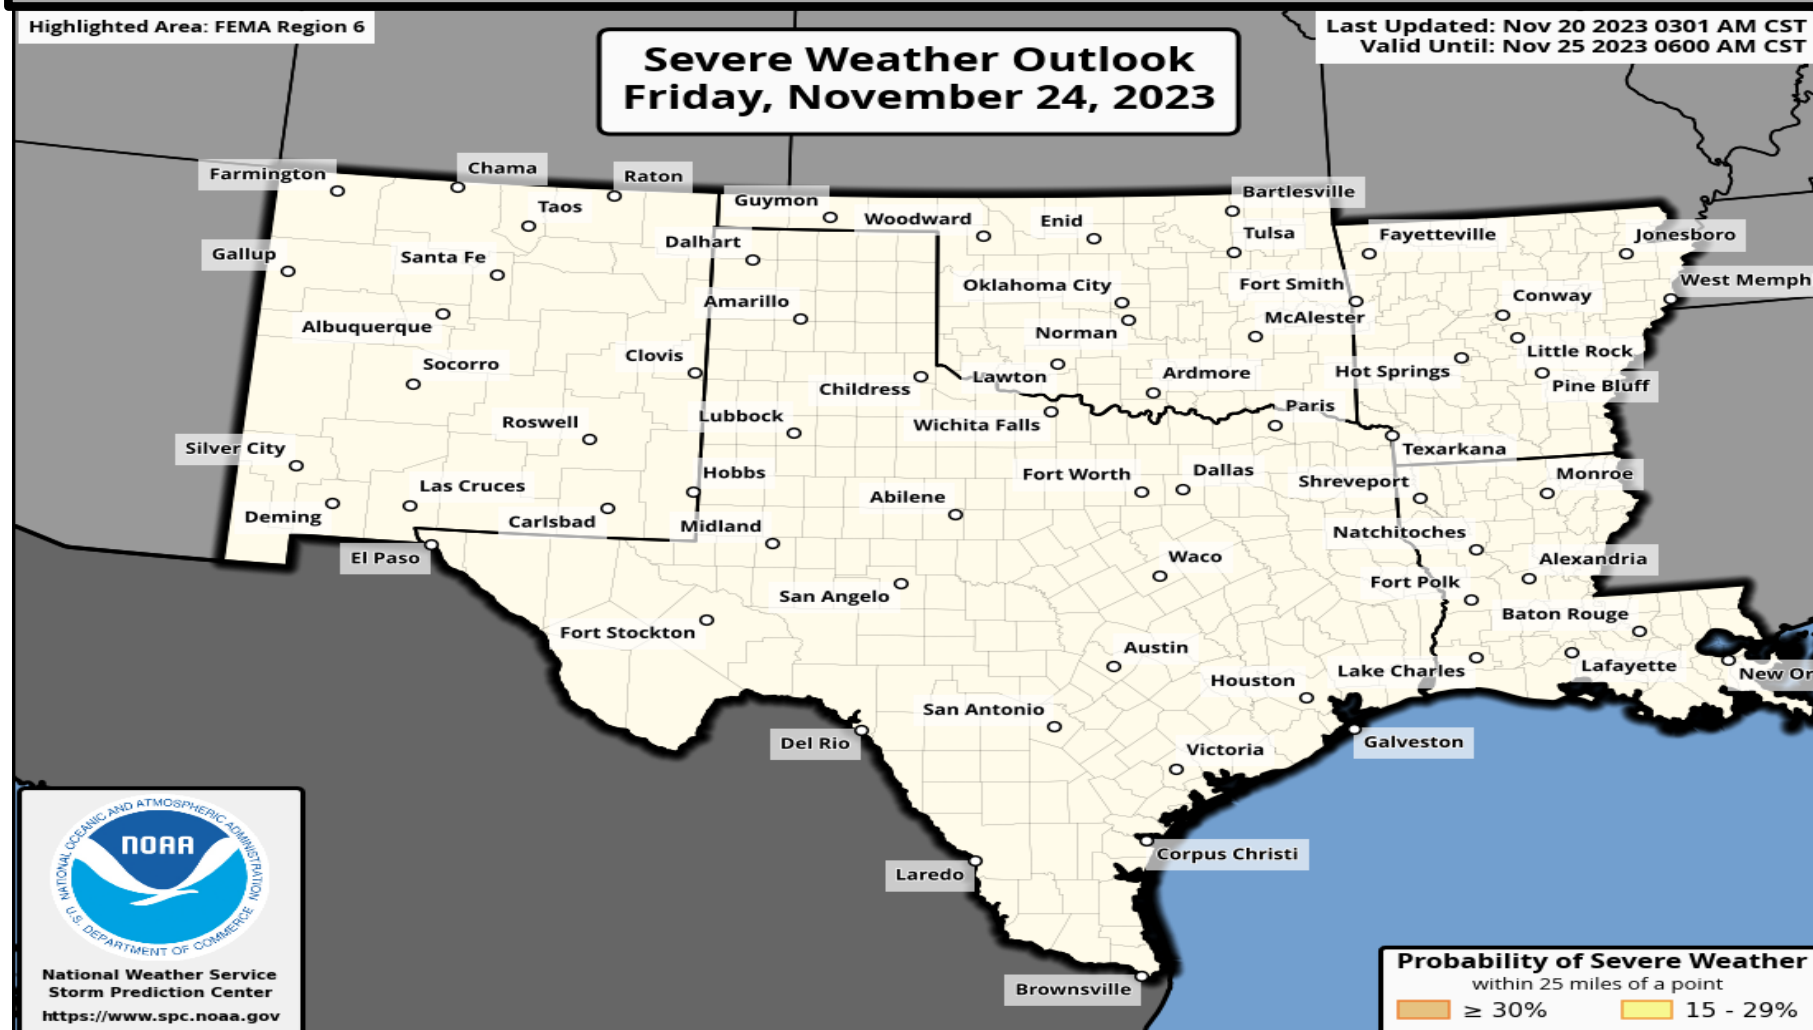 Highlighted Area: FEMA Region 6
Severe Weather Outlook
Friday, November 24, 2023
Last Updated: Nov 20 2023 0301 AM CST
Valid Until: Nov 25 2023 0600 AM CST
Farmington
Chama
Raton
Taos
Guymon
Woodward
Enid
Bartlesville
Tulsa
Fayetteville
Jonesboro
Gallup
Santa Fe
Dalhart
Oklahoma City
Fort Smith
Conway
West Memph
Albuquerque
Amarillo
Norman
McAlester
Little Rock
Socorro
Clovis
Childress
Lawton
Ardmore
Hot Springs
Pine Bluff
Roswell
Lubbock
Wichita Falls
Paris
Texarkana
Silver City
Las Cruces
Hobbs
Abilene
Fort Worth
Dallas
Shreveport
Monroe
Deming
Carlsbad
Midland
Natchitoches
Alexandria
El Paso
San Angelo
Waco
Fort Polk
Baton Rouge
Fort Stockton
Austin
Houston
Lake Charles
Lafayette
New Or
San Antonio
Del Rio
Victoria
Galveston
Laredo
Corpus Christi
Brownsville
NATIONAL OCEANIC AND ATMOSPHERIC ADMINISTRATION
NOAA
U.S. DEPARTMENT OF COMMERCE
National Weather Service
Storm Prediction Center
https://www.spc.noaa.gov
Probability of Severe Weather
within 25 miles of a point
≥ 30%
15 - 29%